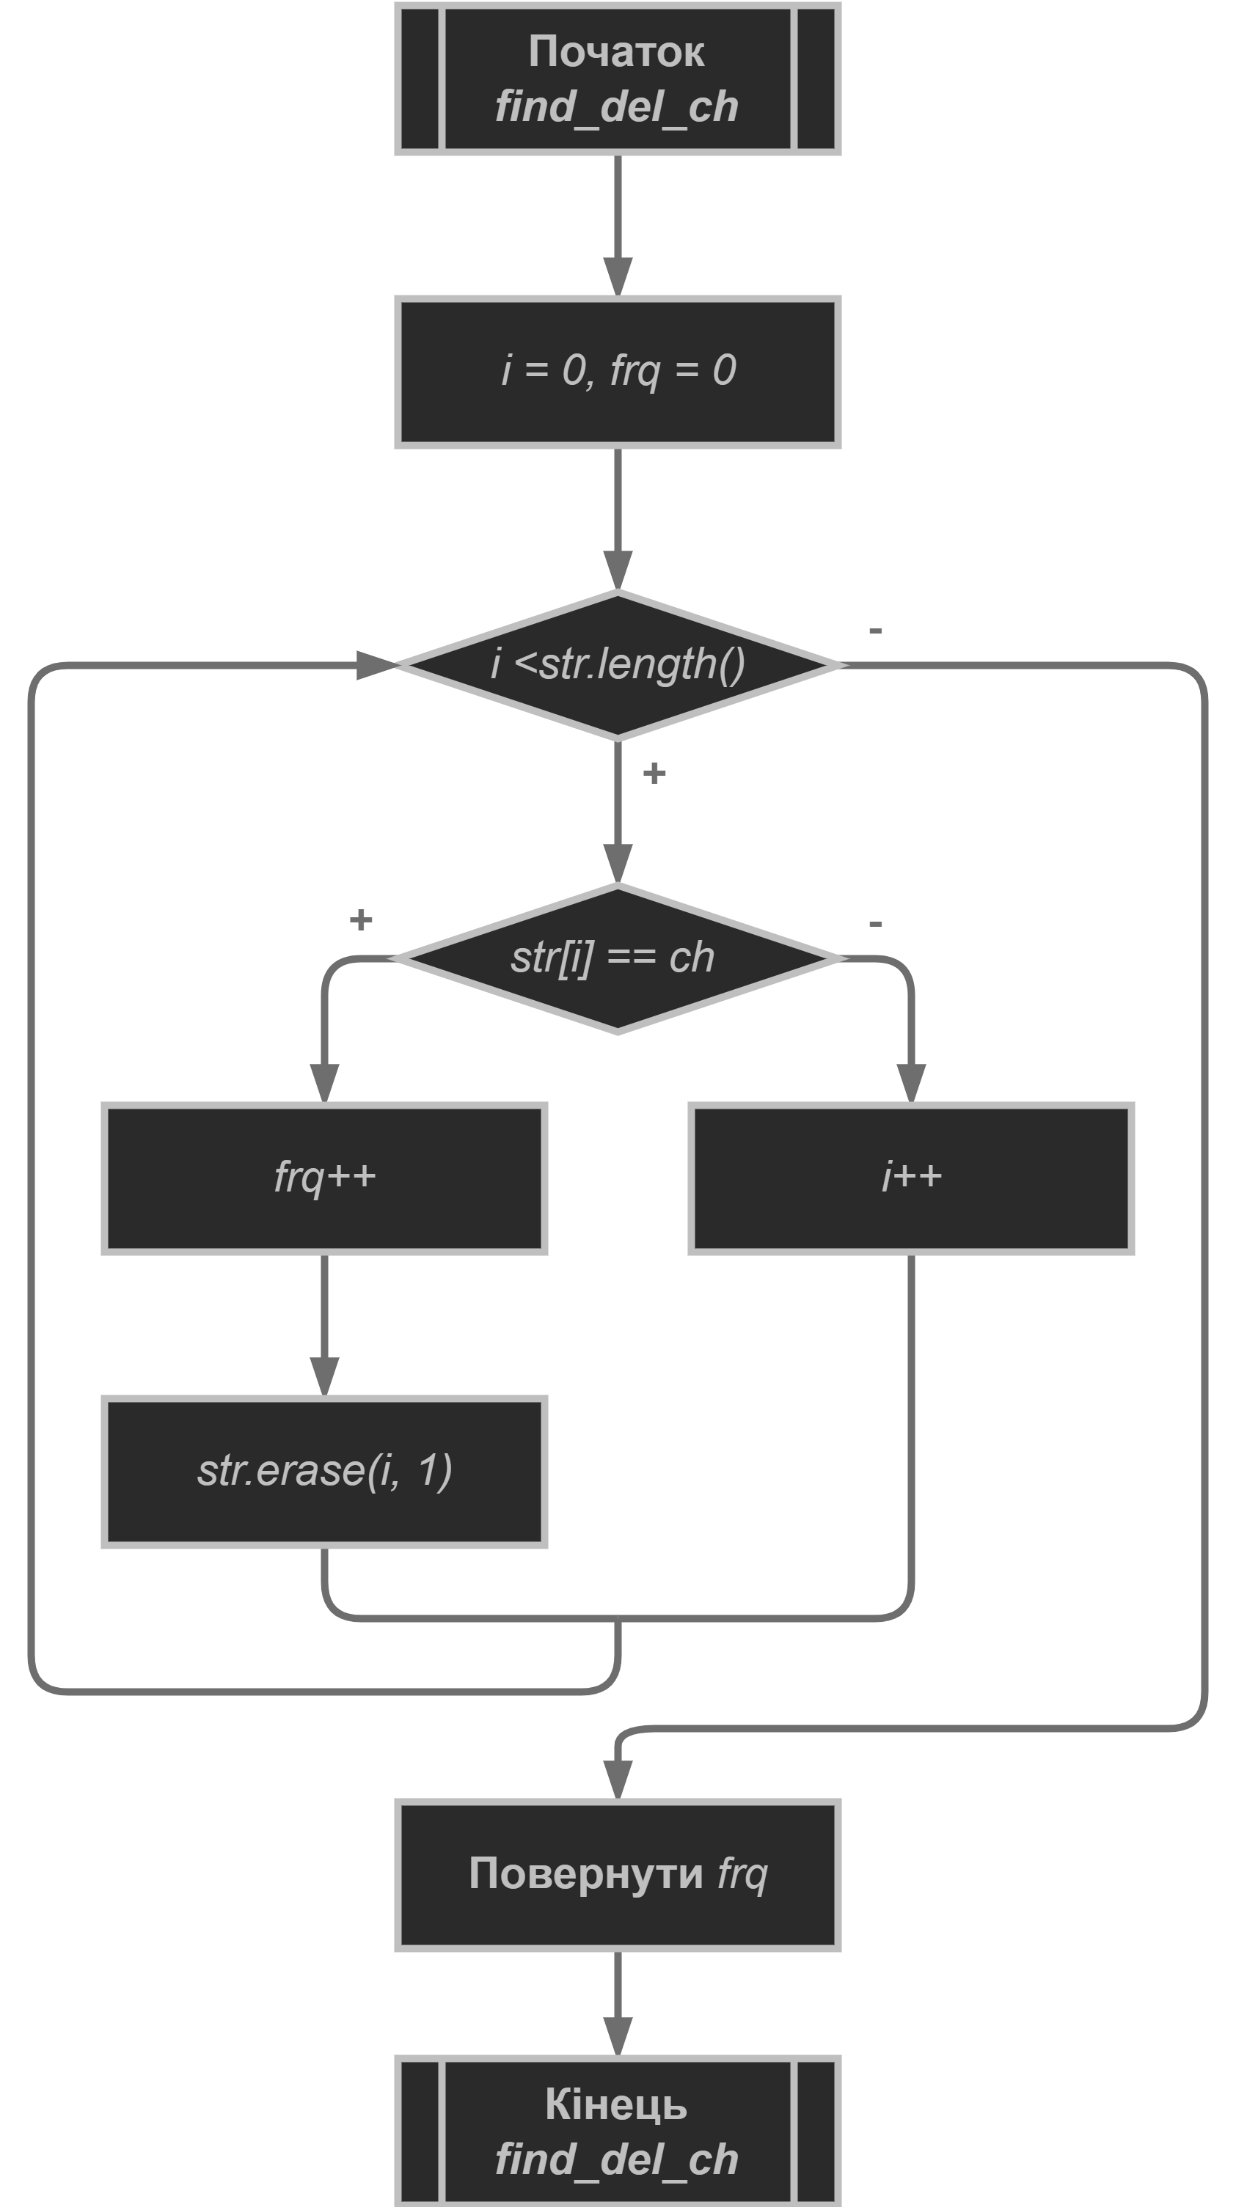 Початок
find_del_ch
i = 0, frq = 0
i <str.length()
-
+
str[i] == ch
+
-
frq++
i++
str.erase(i, 1)
Повернути frq
Кінець
find_del_ch